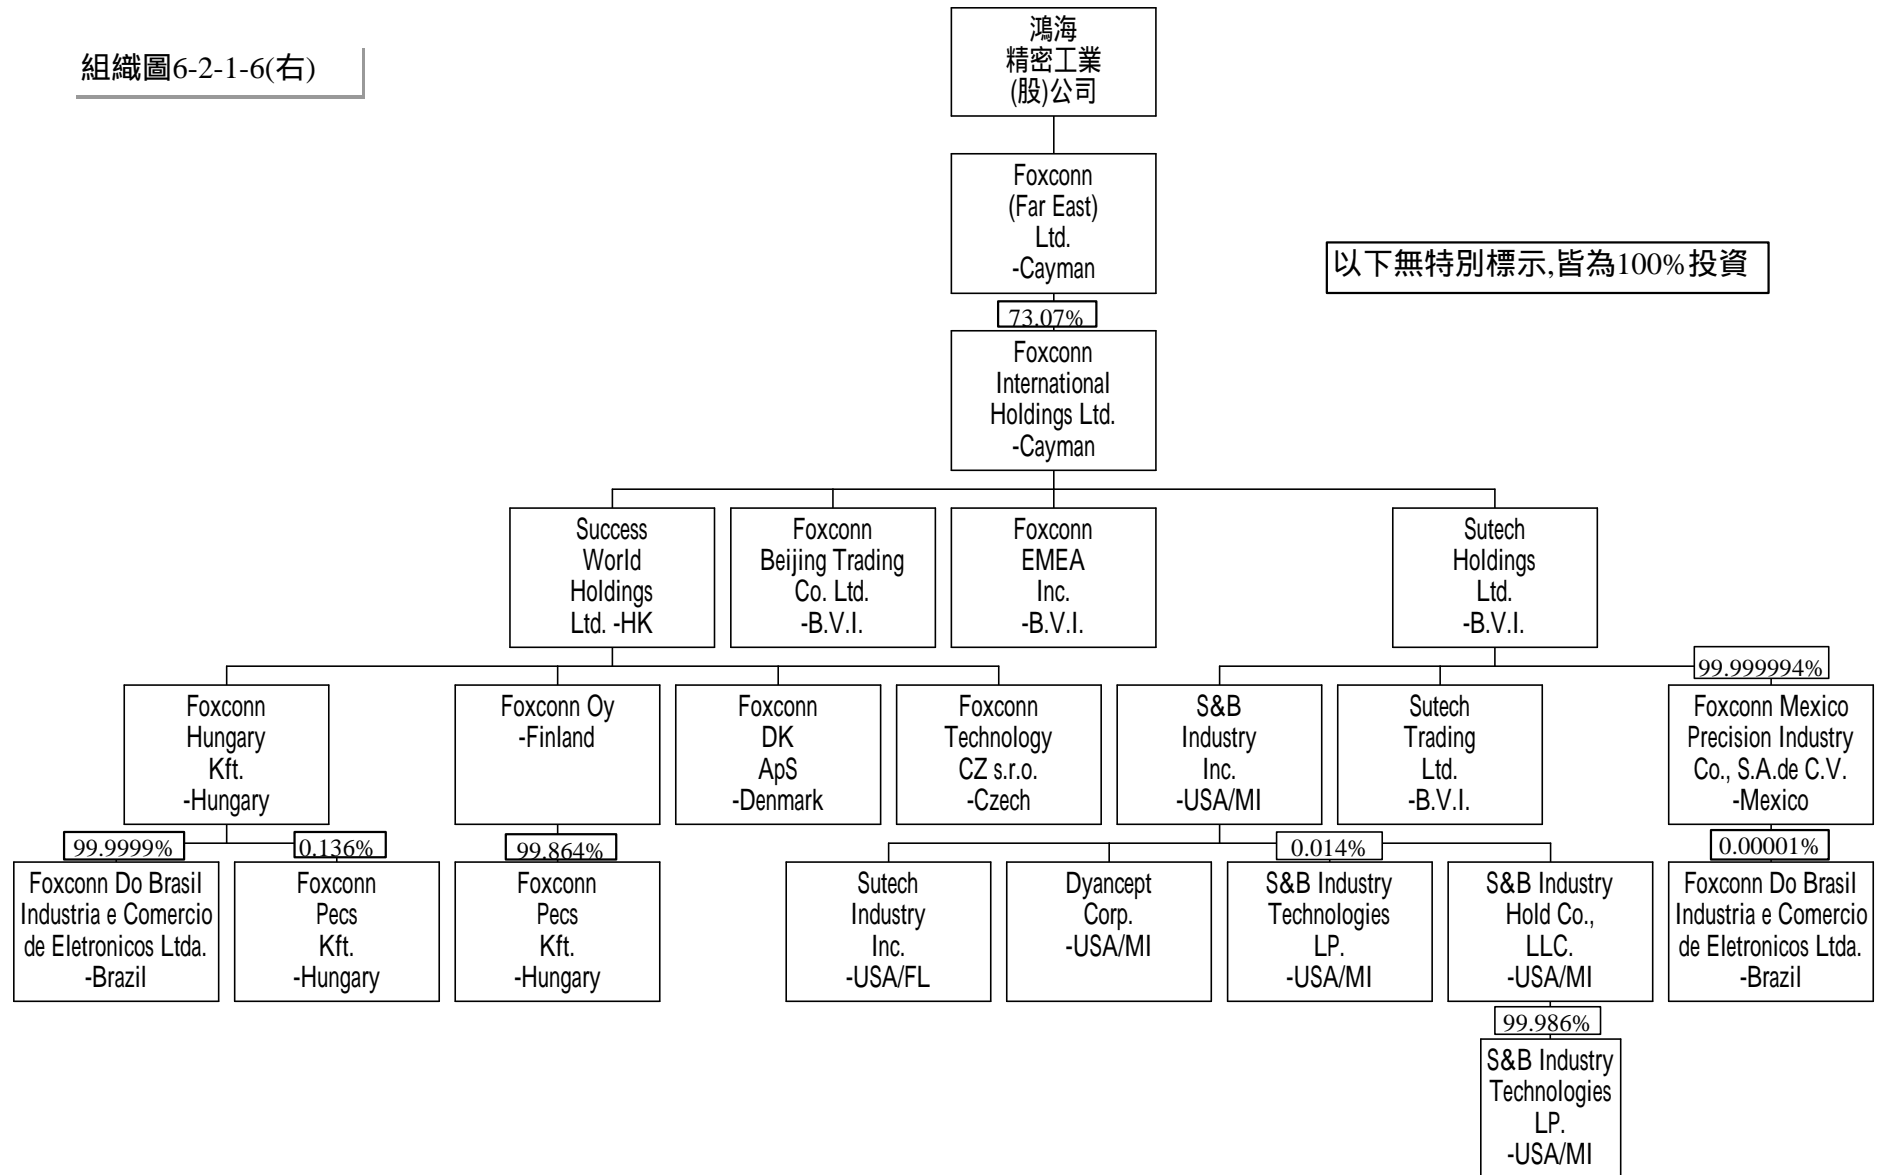 組織圖6-2-1-6(右)
鴻海
精密工業
(股)公司
Foxconn
(Far East)
Ltd.
-Cayman
以下無特別標示,皆為100%投資
73.07%
Foxconn
International
Holdings Ltd.
-Cayman
Success
World
Holdings
Ltd. -HK
Foxconn
Beijing Trading
Co. Ltd.
-B.V.I.
Foxconn
EMEA
Inc.
-B.V.I.
Sutech
Holdings
Ltd.
-B.V.I.
99.999994%
Foxconn
Hungary
Kft.
-Hungary
Foxconn Oy
-Finland
Foxconn
DK
ApS
-Denmark
Foxconn
Technology
CZ s.r.o.
-Czech
S&B
Industry
Inc.
-USA/MI
Sutech
Trading
Ltd.
-B.V.I.
Foxconn Mexico
Precision Industry
Co., S.A.de C.V.
-Mexico
99.9999%
0.136%
99.864%
0.014%
0.00001%
Foxconn Do Brasil
Industria e Comercio
de Eletronicos Ltda.
-Brazil
Foxconn
Pecs
Kft.
-Hungary
Foxconn
Pecs
Kft.
-Hungary
Sutech
Industry
Inc.
-USA/FL
Dyancept
Corp.
-USA/MI
S&B Industry
Technologies
LP.
-USA/MI
S&B Industry
Hold Co.,
LLC.
-USA/MI
Foxconn Do Brasil
Industria e Comercio
de Eletronicos Ltda.
-Brazil
99.986%
S&B Industry
Technologies
LP.
-USA/MI